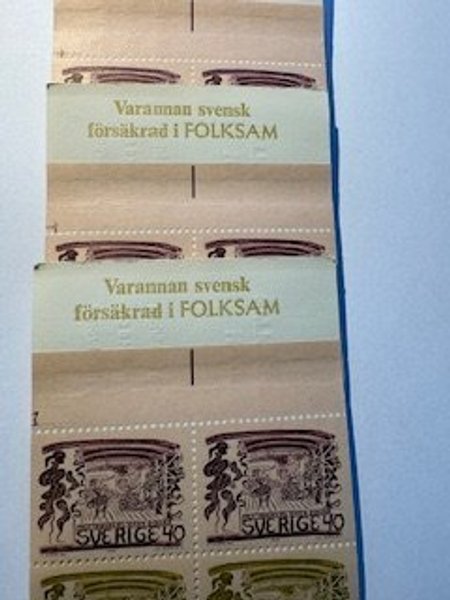 Varannan svensk
försäkrad i FOLKSAM
Varannan svensk
försäkrad i FOLKSAM
SVERIGE 40
SVERIGE 40